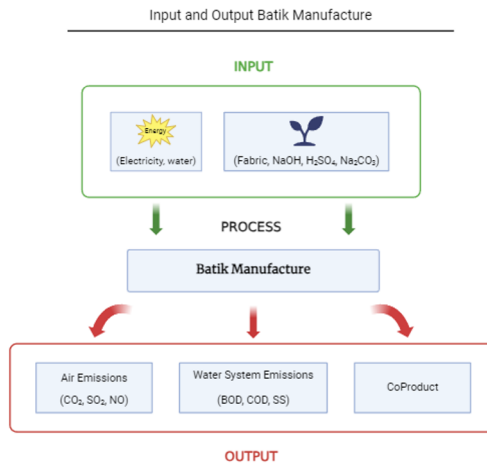 Input and Output Batik Manufacture
INPUT
Energy
(Electricity, water)
(Fabric, NaOH, H₂SO₄, Na₂CO₃)
PROCESS
Batik Manufacture
Air Emissions
(CO₂, SO₂, NO)
Water System Emissions
(BOD, COD, SS)
CoProduct
OUTPUT